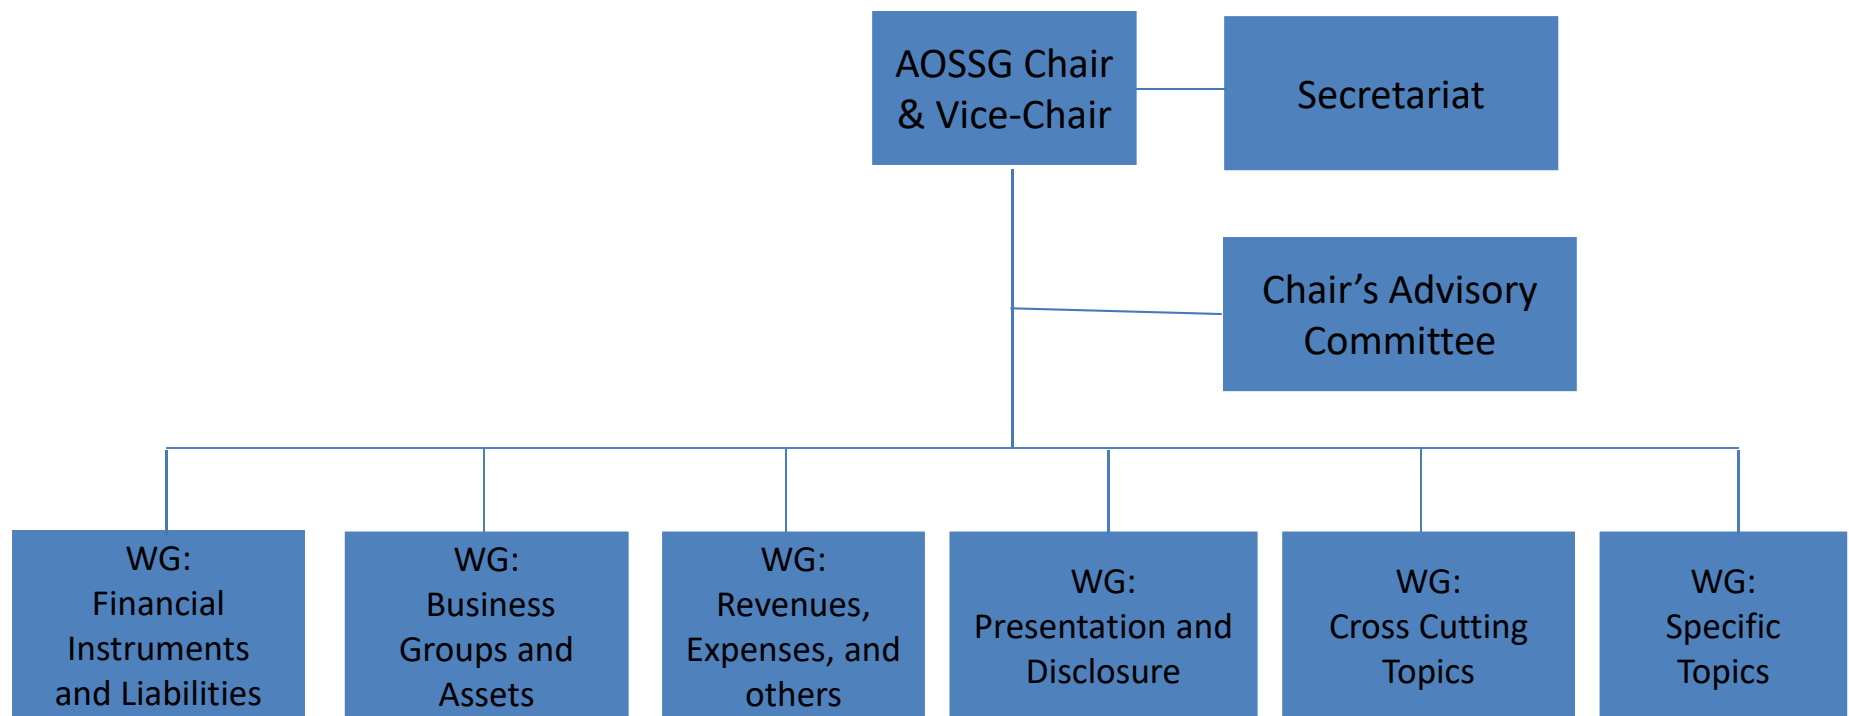 AOSSG Chair
& Vice-Chair
Secretariat
Chair’s Advisory
Committee
WG:
Financial
Instruments
and Liabilities
WG:
Business
Groups and
Assets
WG:
Revenues,
Expenses, and
others
WG:
Presentation and
Disclosure
WG:
Cross Cutting
Topics
WG:
Specific
Topics